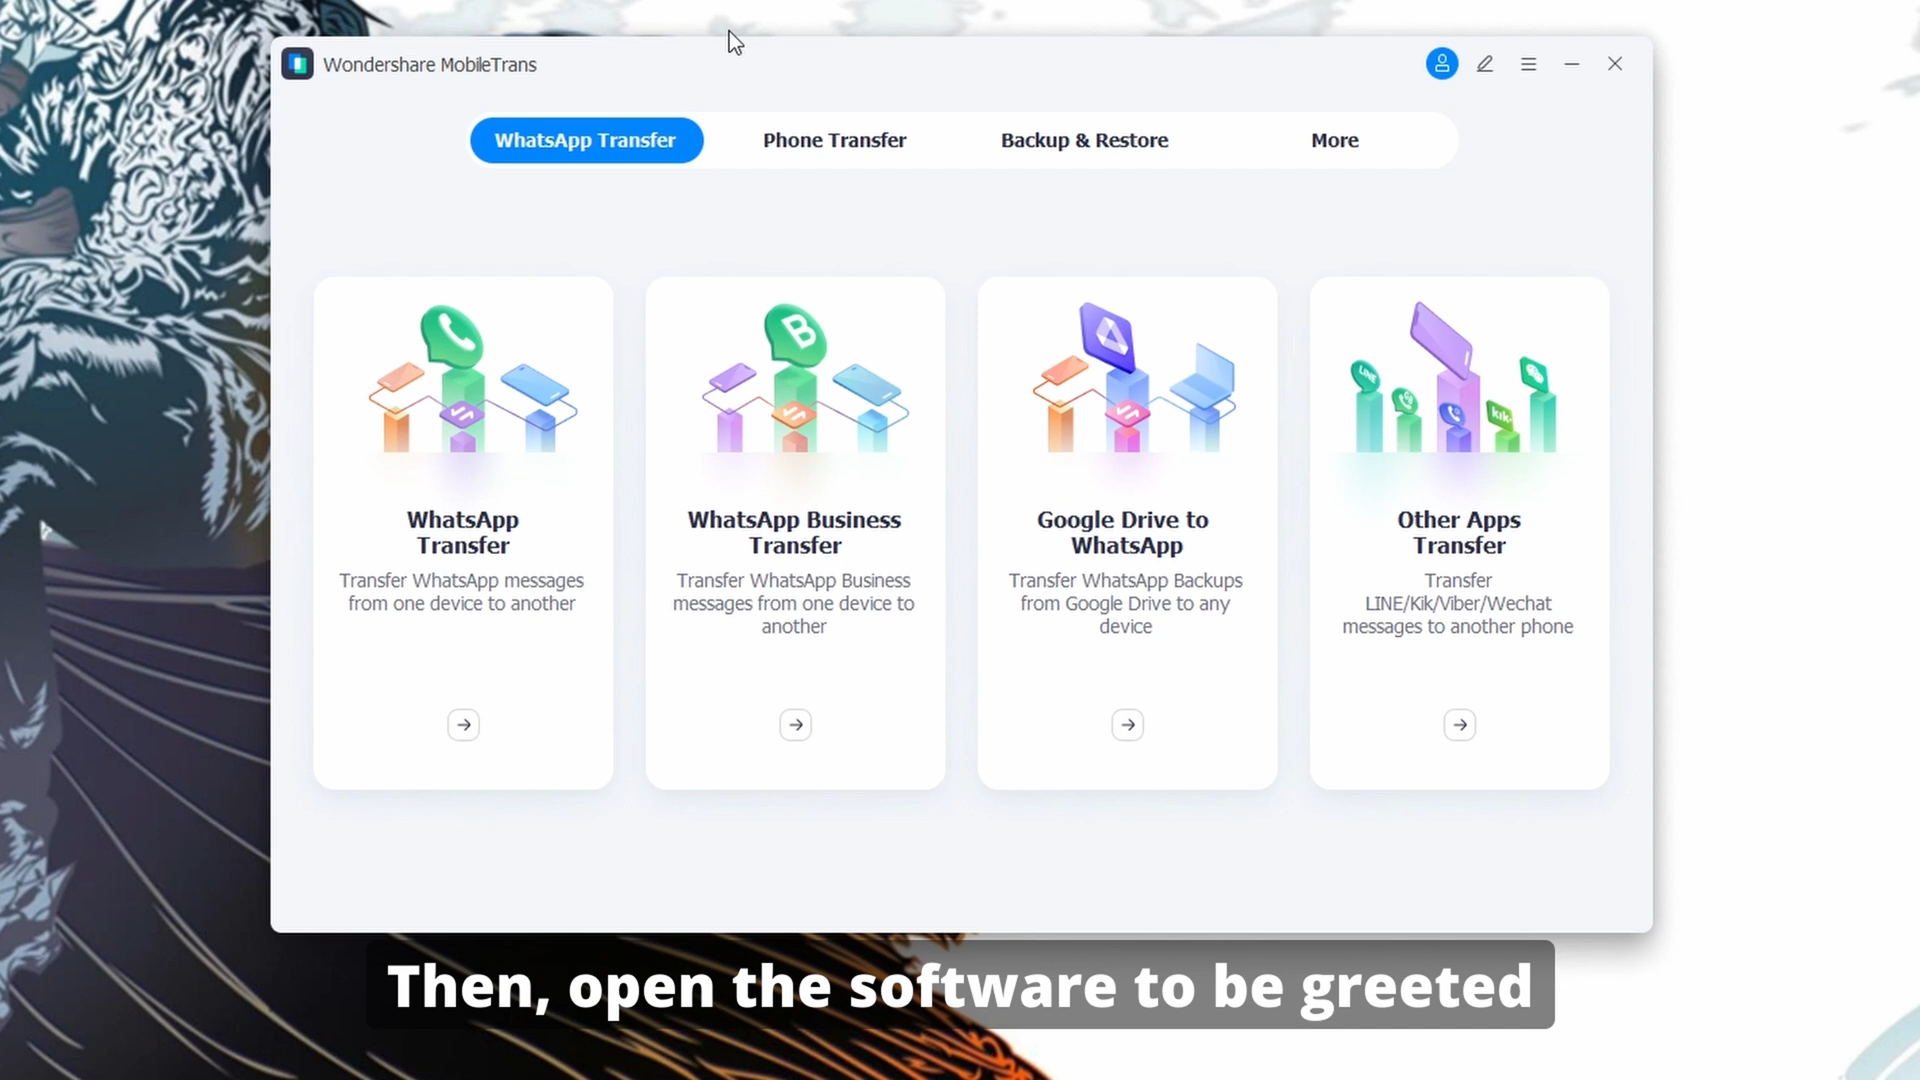 Wondershare MobileTrans
WhatsApp Transfer
Phone Transfer
Backup & Restore
More
WhatsApp
Transfer
Transfer WhatsApp messages
from one device to another
B
WhatsApp Business
Transfer
Transfer WhatsApp Business
messages from one device to
another
Google Drive to
WhatsApp
Transfer WhatsApp Backups
from Google Drive to any
device
LINE
kik
Other Apps
Transfer
Transfer
LINE/Kik/Viber/Wechat
messages to another phone
Then, open the software to be greeted